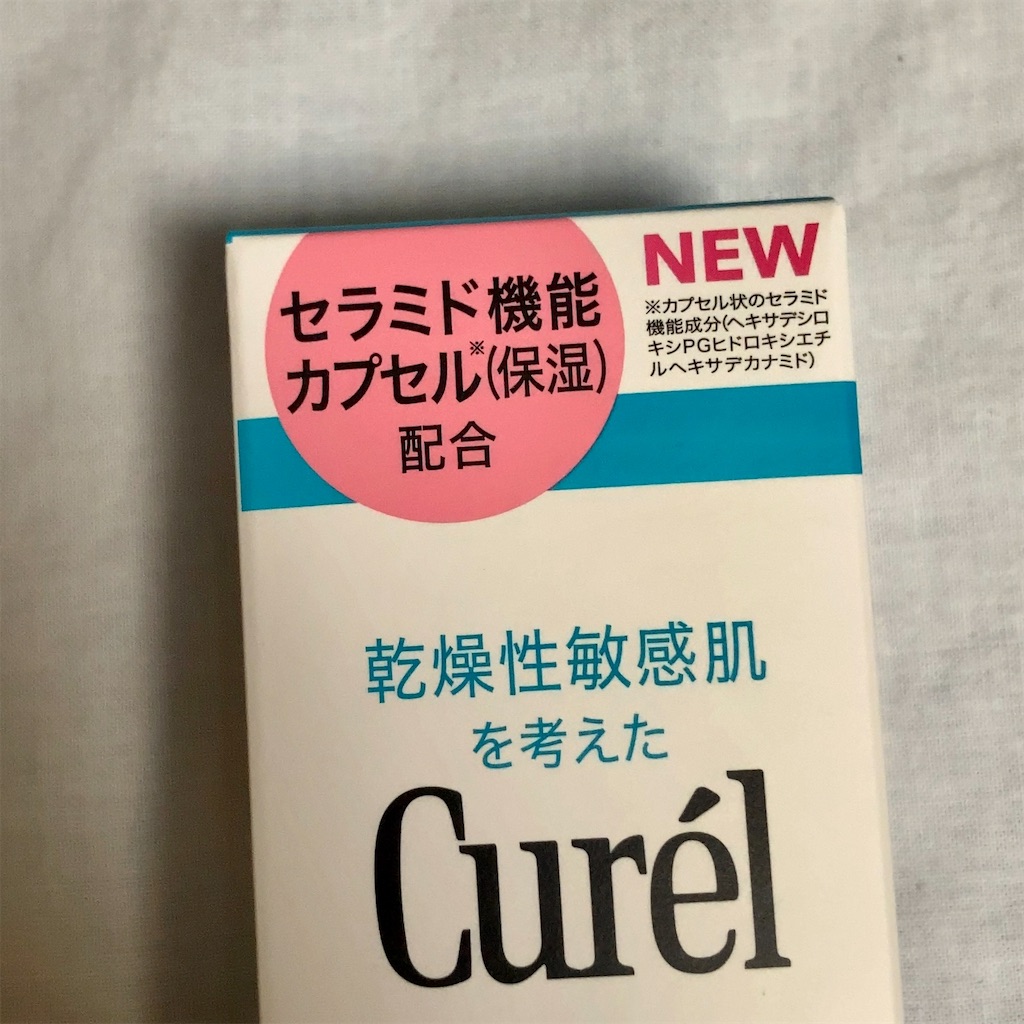 セラミド機能
カプセル※(保湿)
配合
NEW
※カプセル状のセラミド
機能成分(ヘキサデシロ
キシPGヒドロキシエチ
ルヘキサデカナミド)
乾燥性敏感肌
を考えた
Curél